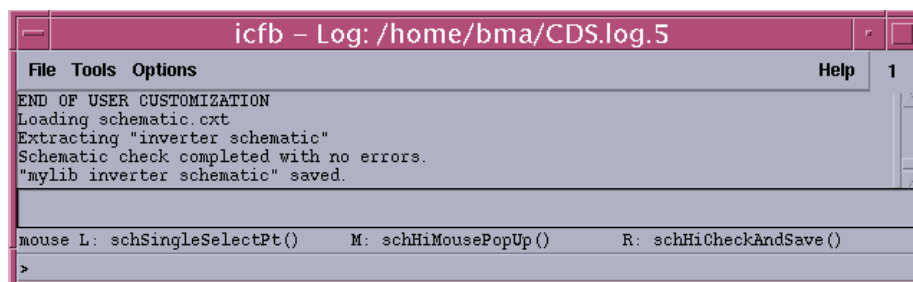 icfb – Log: /home/bma/CDS.log.5
File Tools Options Help 1
END OF USER CUSTOMIZATION
Loading schematic.cxt
Extracting "inverter schematic"
Schematic check completed with no errors.
"mylib inverter schematic" saved.
mouse L: schSingleSelectPt() M: schHiMousePopUp() R: schHiCheckAndSave()
>